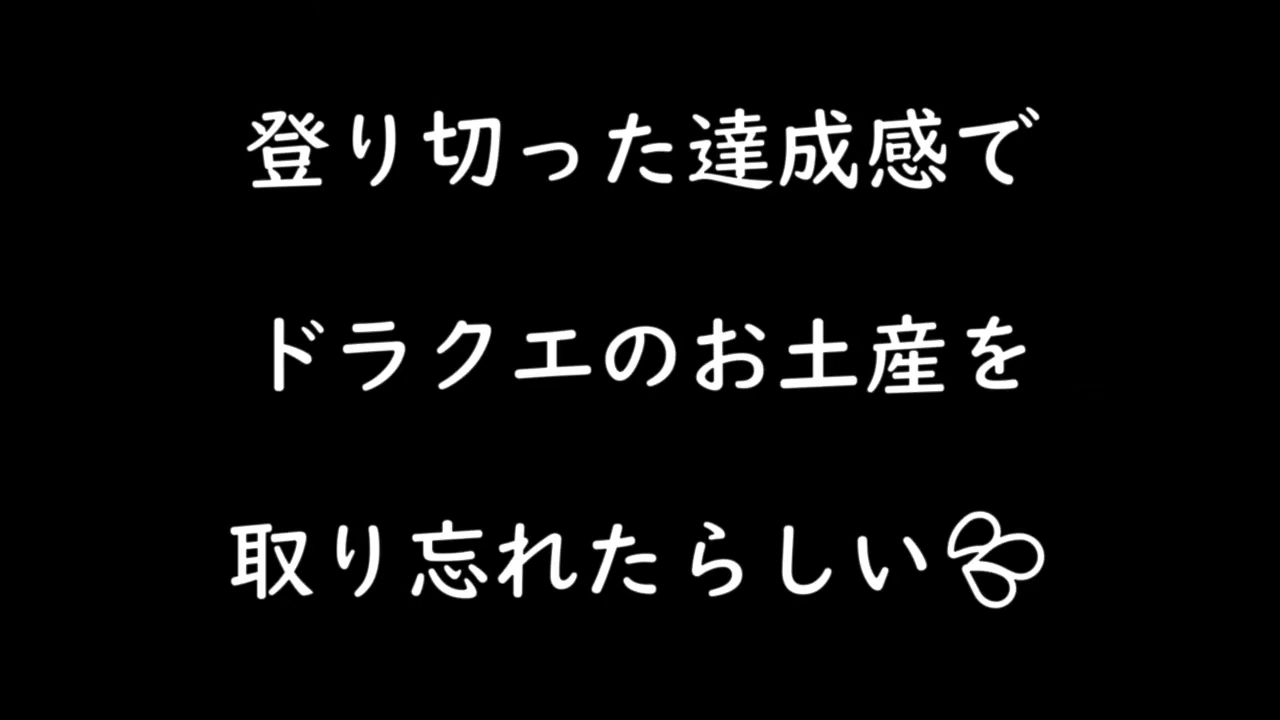 登り切った達成感で
ドラクエのお土産を
取り忘れたらしい💦